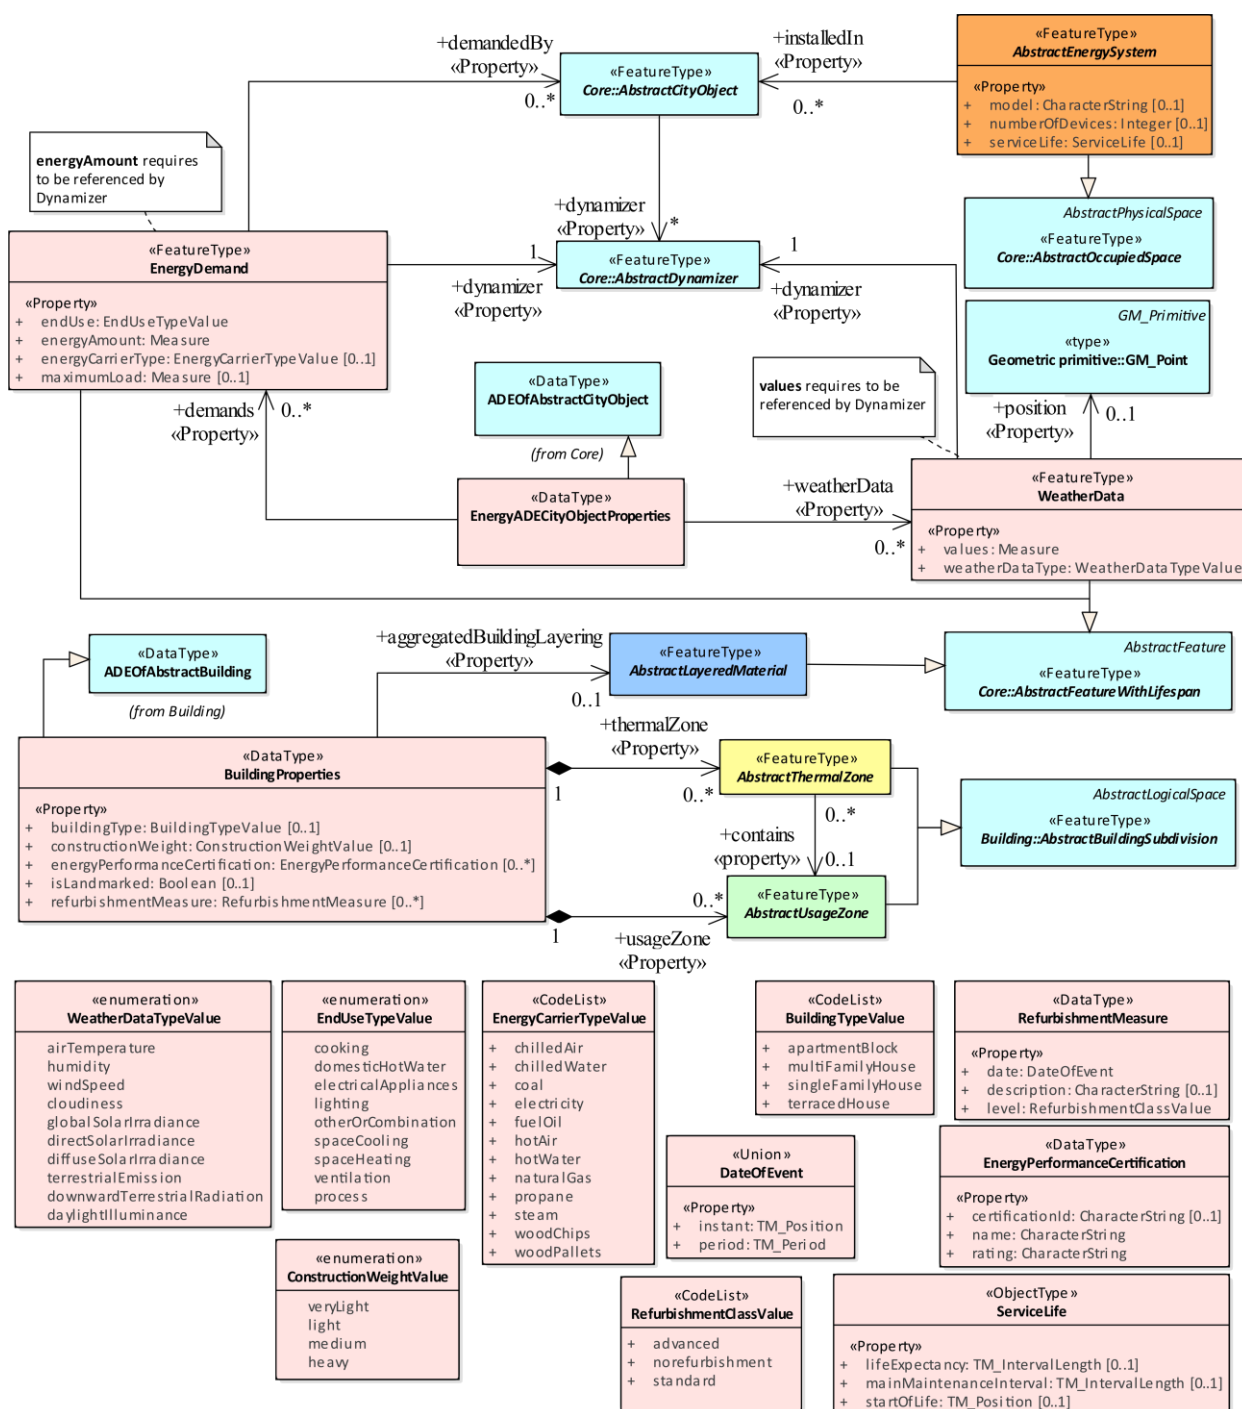 +demandedBy
«Property»
0..*
«FeatureType»
Core::AbstractCityObject
+installedIn
«Property»
0..*
«FeatureType»
AbstractEnergySystem
«Property»
+ model: CharacterString [0..1]
+ numberOfDevices: Integer [0..1]
+ serviceLife: ServiceLife [0..1]
energyAmount requires
to be referenced by
Dynamizer
+dynamizer
«Property»
*
AbstractPhysicalSpace
«FeatureType»
Core::AbstractOccupiedSpace
«FeatureType»
EnergyDemand
«Property»
+ endUse: EndUseTypeValue
+ energyAmount: Measure
+ energyCarrierType: EnergyCarrierTypeValue [0..1]
+ maximumLoad: Measure [0..1]
1
+dynamizer
«Property»
«FeatureType»
Core::AbstractDynamizer
1
+dynamizer
«Property»
GM_Primitive
«type»
Geometric primitive::GM_Point
+demands
«Property»
0..*
«DataType»
ADEOfAbstractCityObject
(from Core)
values requires to be
referenced by Dynamizer
+position
«Property»
0..1
«DataType»
EnergyADECityObjectProperties
+weatherData
«Property»
0..*
«FeatureType»
WeatherData
«Property»
+ values: Measure
+ weatherDataType: WeatherDataTypeValue
«DataType»
ADEOfAbstractBuilding
(from Building)
+aggregatedBuildingLayering
«Property»
0..1
«FeatureType»
AbstractLayeredMaterial
AbstractFeature
«FeatureType»
Core::AbstractFeatureWithLifespan
«DataType»
BuildingProperties
«Property»
+ buildingType: BuildingTypeValue [0..1]
+ constructionWeight: ConstructionWeightValue [0..1]
+ energyPerformanceCertification: EnergyPerformanceCertification [0..*]
+ isLandmarked: Boolean [0..1]
+ refurbishmentMeasure: RefurbishmentMeasure [0..*]
+thermalZone
«Property»
1
0..*
«FeatureType»
AbstractThermalZone
0..*
+contains
«property»
0..1
AbstractLogicalSpace
«FeatureType»
Building::AbstractBuildingSubdivision
0..*
1
+usageZone
«Property»
«FeatureType»
AbstractUsageZone
«enumeration»
WeatherDataTypeValue
airTemperature
humidity
windSpeed
cloudiness
globalSolarIrradiance
directSolarIrradiance
diffuseSolarIrradiance
terrestrialEmission
downwardTerrestrialRadiation
daylightIlluminance
«enumeration»
EndUseTypeValue
cooking
domesticHotWater
electricalAppliances
lighting
otherOrCombination
spaceCooling
spaceHeating
ventilation
process
«CodeList»
EnergyCarrierTypeValue
+ chilledAir
+ chilledWater
+ coal
+ electricity
+ fuelOil
+ hotAir
+ hotWater
+ naturalGas
+ propane
+ steam
+ woodChips
+ woodPallets
«CodeList»
BuildingTypeValue
+ apartmentBlock
+ multiFamilyHouse
+ singleFamilyHouse
+ terracedHouse
«DataType»
RefurbishmentMeasure
«Property»
+ date: DateOfEvent
+ description: CharacterString [0..1]
+ level: RefurbishmentClassValue
«Union»
DateOfEvent
«Property»
+ instant: TM_Position
+ period: TM_Period
«DataType»
EnergyPerformanceCertification
«Property»
+ certificationId: CharacterString [0..1]
+ name: CharacterString
+ rating: CharacterString
«enumeration»
ConstructionWeightValue
veryLight
light
medium
heavy
«CodeList»
RefurbishmentClassValue
+ advanced
+ norefurbishment
+ standard
«ObjectType»
ServiceLife
«Property»
+ lifeExpectancy: TM_IntervalLength [0..1]
+ mainMaintenanceInterval: TM_IntervalLength [0..1]
+ startOfLife: TM_Position [0..1]